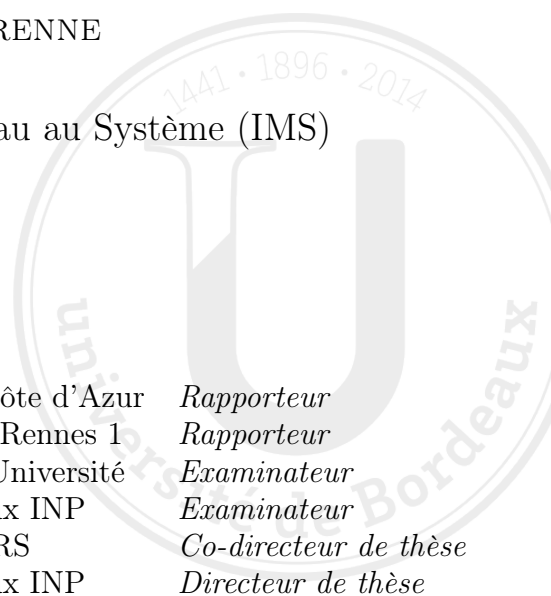 RENNE
1441 · 1896 · 2014
au au Système (IMS)
ôte d'Azur Rapporteur
Rennes 1 Rapporteur
Université Examinateur
x INP Examinateur
RS Co-directeur de thèse
x INP Directeur de thèse
université de Bordeaux